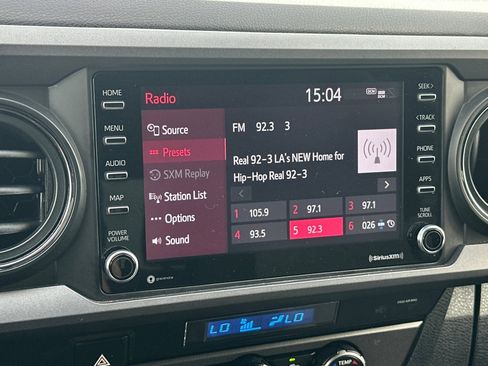 HOME
MENU
AUDIO
MAP
POWER
VOLUME
Radio
15:04
DCM
Source
Presets
SXM Replay
Station List
Options
Sound
FM 92.3 3
Real 92-3 LA's NEW Home for
Hip-Hop Real 92-3
1 105.9
2 97.1
3 97.1
4 93.5
5 92.3
6 026
SEEK>
<TRACK
PHONE
APPS
TUNE
SCROLL
((SiriusXM))
LO
LO
TEMP